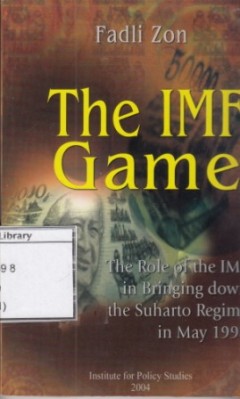 Fadli Zon
The IMF
Game
Library
98
The Role of the IM
in Bringing dow
the Suharto Regim
in May 199
Institute for Policy Studies
2004